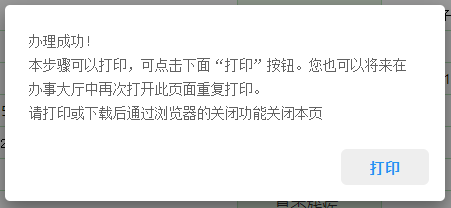 办理成功！
本步骤可以打印，可点击下面“打印”按钮。您也可以将来在
办事大厅中再次打开此页面重复打印。
请打印或下载后通过浏览器的关闭功能关闭本页
打印